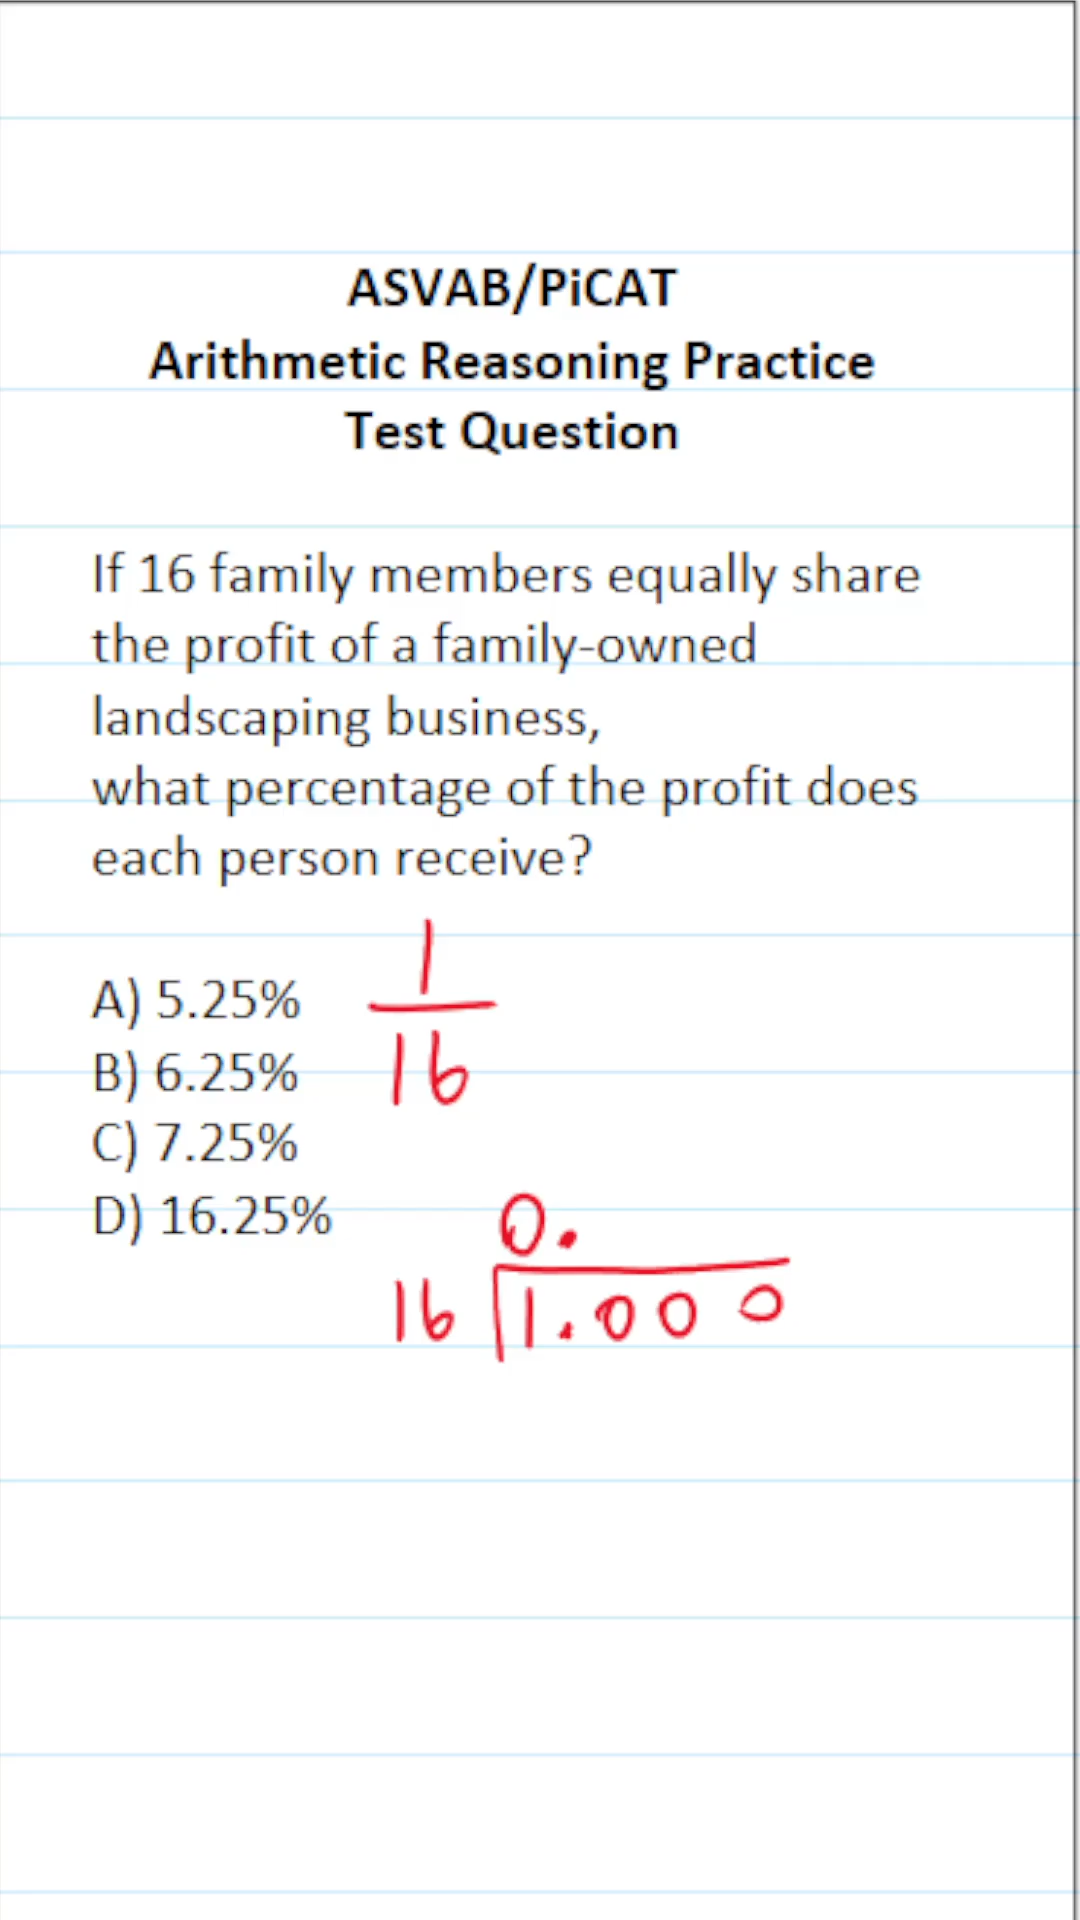 ASVAB/PiCAT
Arithmetic Reasoning Practice
Test Question
If 16 family members equally share
the profit of a family-owned
landscaping business,
what percentage of the profit does
each person receive?
A) 5.25%
B) 6.25%
C) 7.25%
D) 16.25%
1
16
0.
16 1.000